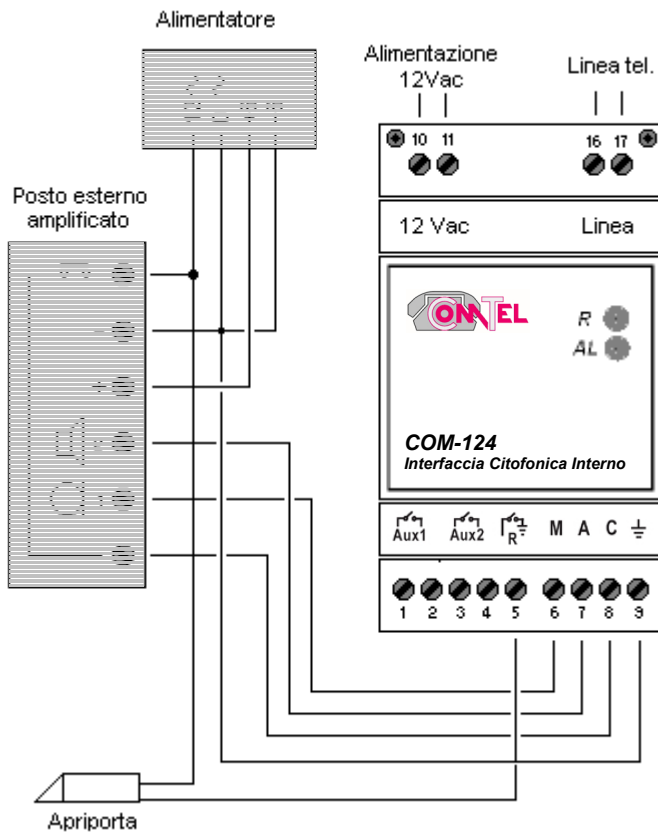 Alimentatore
Alimentazione
12Vac
Linea tel.
10 11
16 17
12 Vac
Linea
Posto esterno
amplificato
COMTEL
R
AL
COM-124
Interfaccia Citofonica Interno
Aux1 Aux2 R M A C
1 2 3 4 5 6 7 8 9
Apriporta